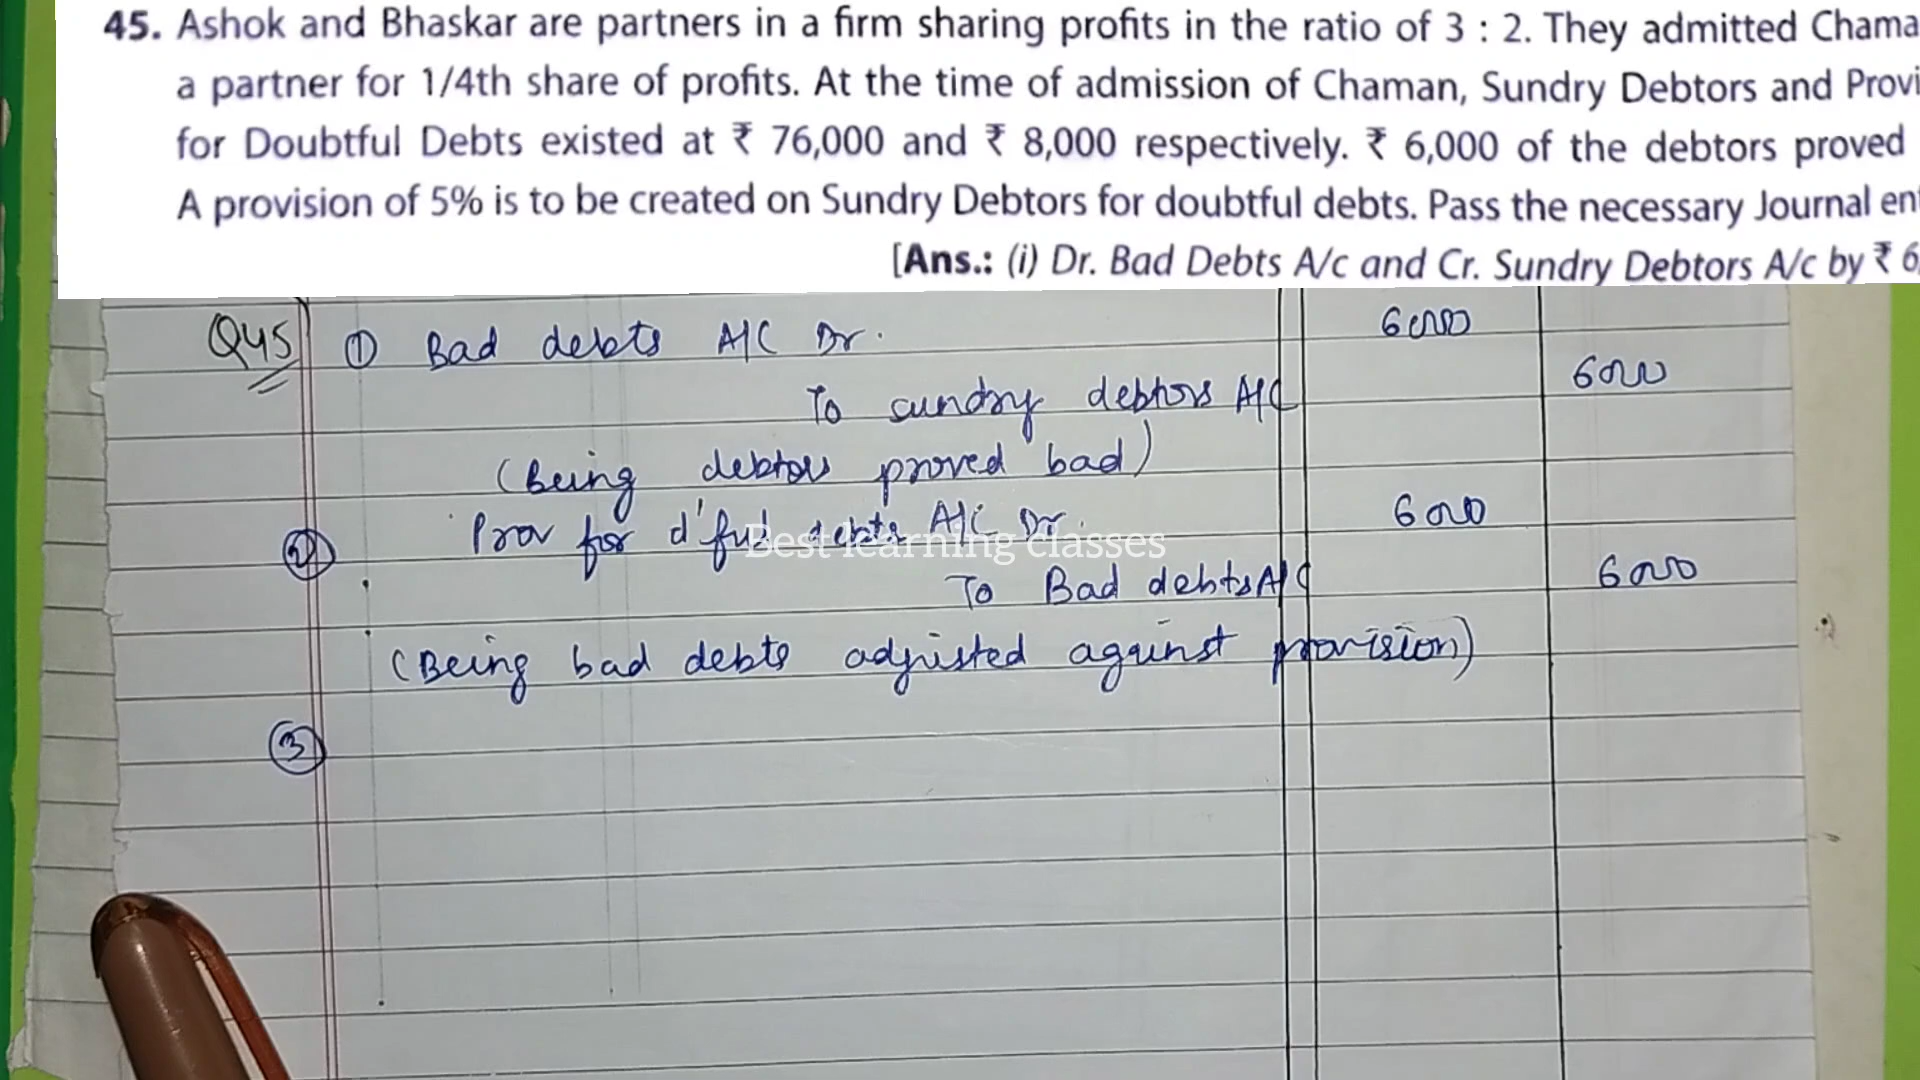 45. Ashok and Bhaskar are partners in a firm sharing profits in the ratio of 3 : 2. They admitted Chama
a partner for 1/4th share of profits. At the time of admission of Chaman, Sundry Debtors and Provi
for Doubtful Debts existed at ₹ 76,000 and ₹ 8,000 respectively. ₹ 6,000 of the debtors proved
A provision of 5% is to be created on Sundry Debtors for doubtful debts. Pass the necessary Journal ent
[Ans.: (i) Dr. Bad Debts A/c and Cr. Sundry Debtors A/c by ₹ 6,
Q45 ① Bad debts A/C Dr. 6000
To sundry debtors A/C 6000
(Being debtors proved bad)
② Prov for d'ful debts A/C Dr. 6000
Best learning classes
To Bad debts A/C 6000
(Being bad debts adjusted against provision)
③